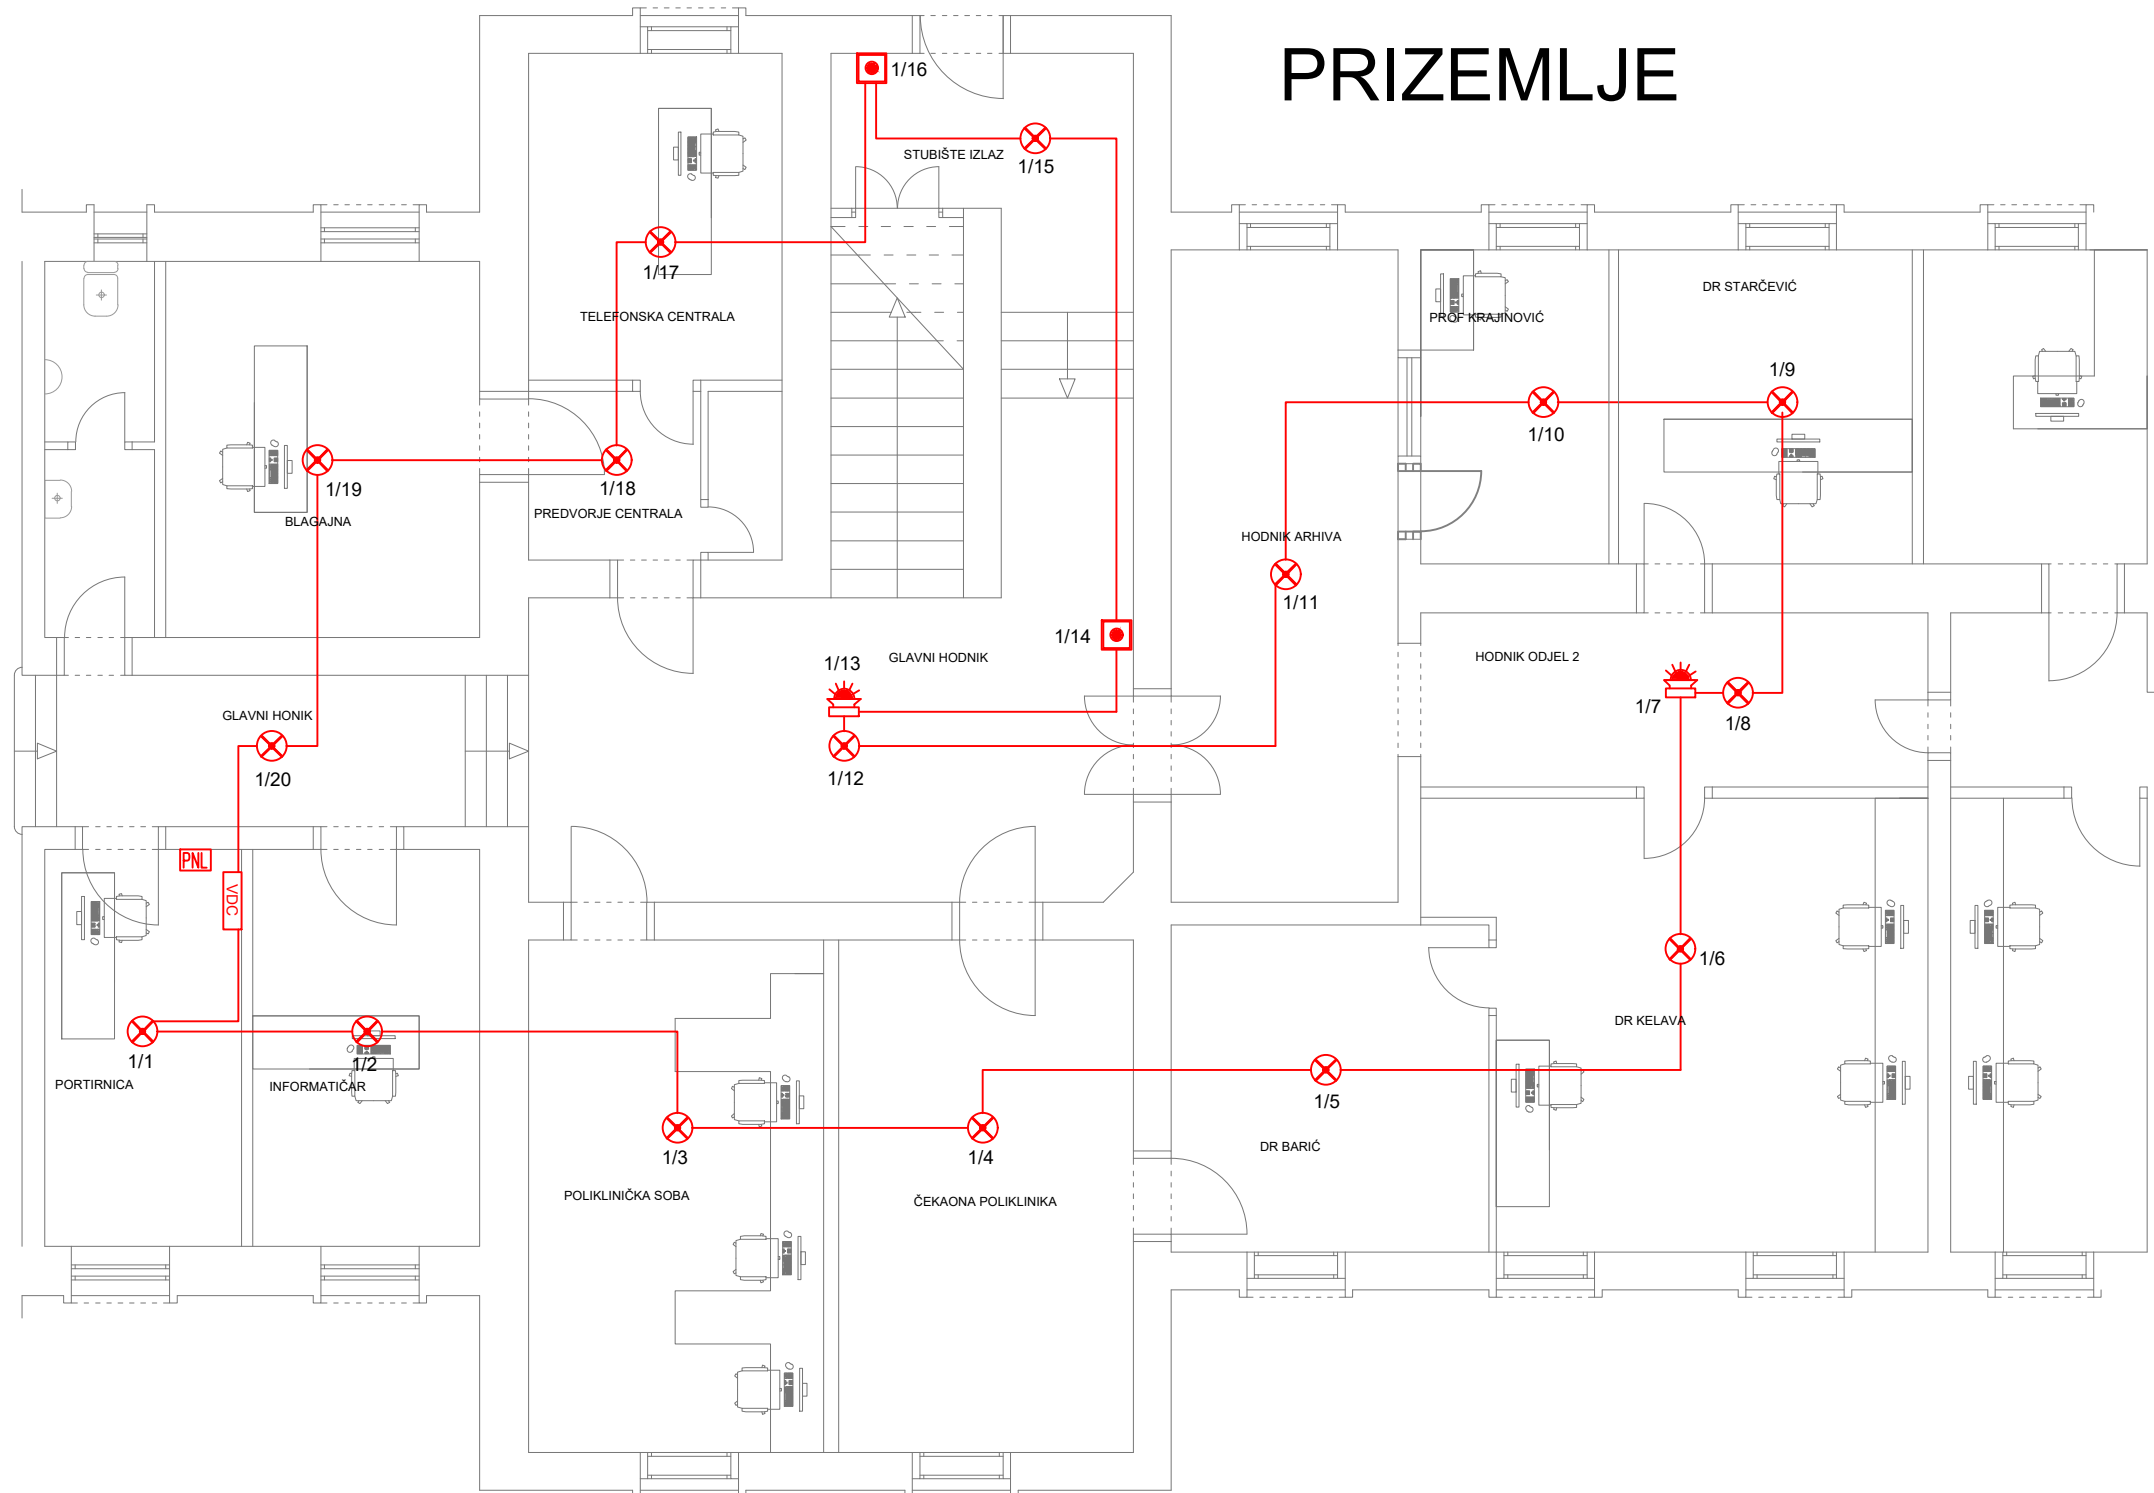 PRIZEMLJE
1/16
STUBIŠTE IZLAZ
1/15
1/17
TELEFONSKA CENTRALA
DR STARČEVIĆ
PROF KRAJINOVIĆ
1/9
1/10
1/19
1/18
BLAGAJNA
PREDVORJE CENTRALA
HODNIK ARHIVA
1/11
1/14
GLAVNI HODNIK
HODNIK ODJEL 2
1/13
1/7
1/8
GLAVNI HONIK
1/20
1/12
PNL
VDC
1/6
DR KELAVA
1/1
1/2
PORTIRNICA
INFORMATIČAR
1/5
1/3
1/4
DR BARIĆ
POLIKLINIČKA SOBA
ČEKAONA POLIKLINIKA